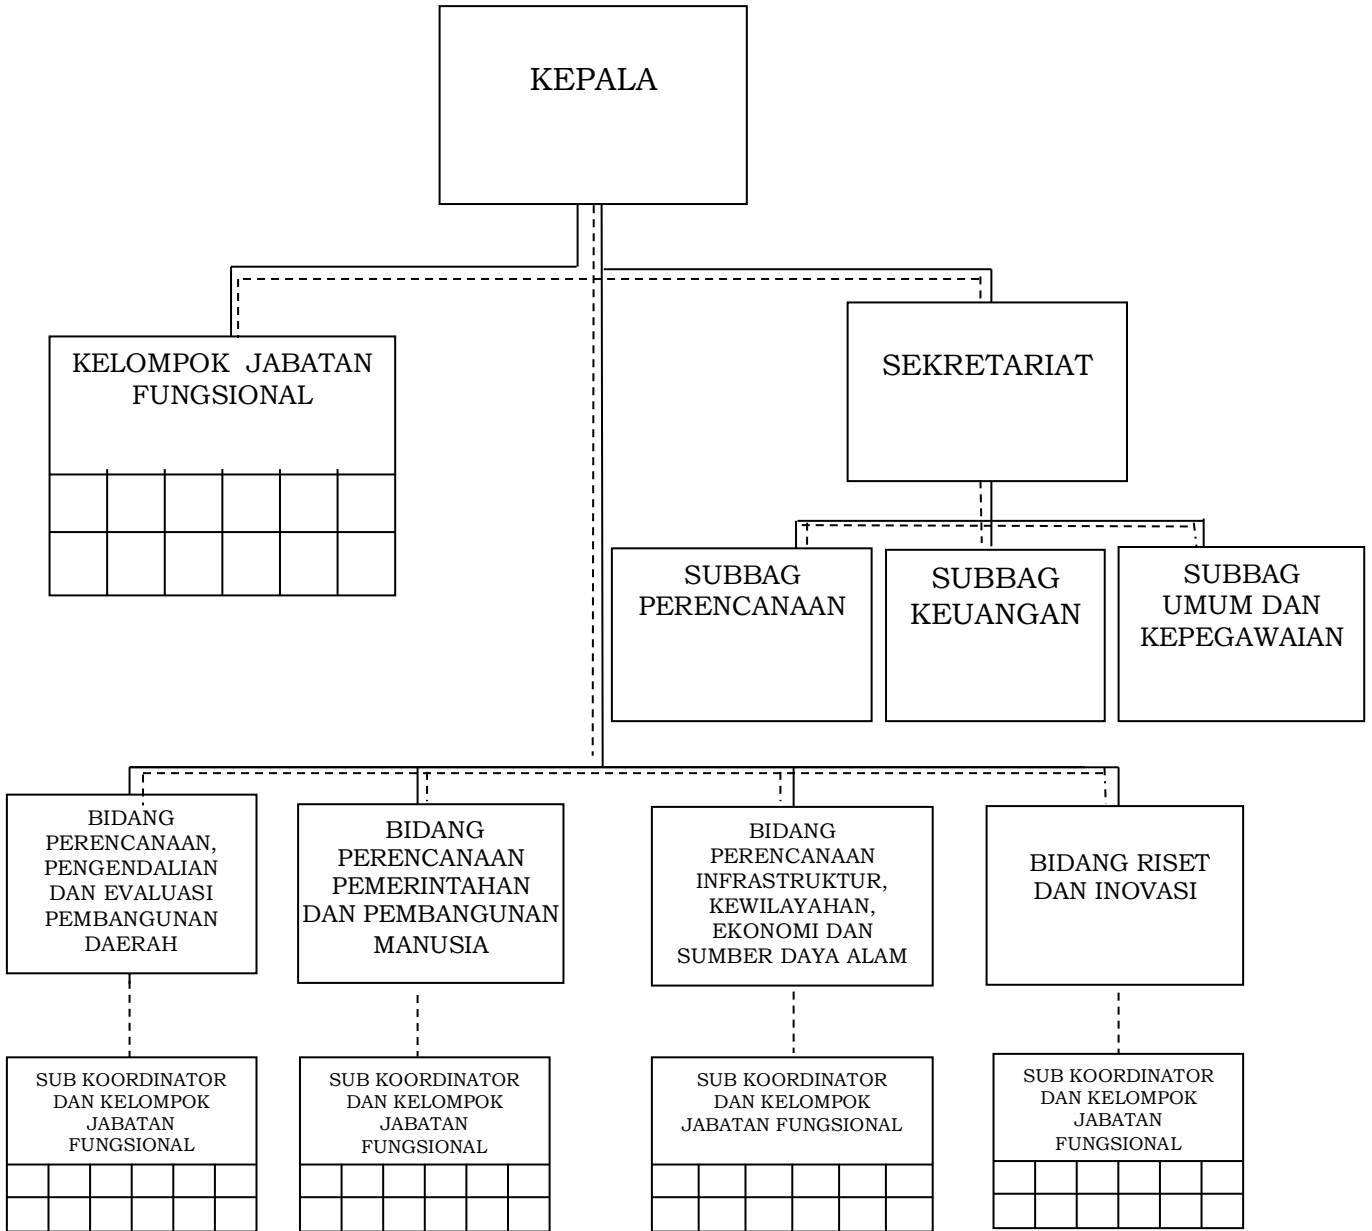 KEPALA
KELOMPOK JABATAN
FUNGSIONAL
SEKRETARIAT
SUBBAG
PERENCANAAN
SUBBAG
KEUANGAN
SUBBAG
UMUM DAN
KEPEGAWAIAN
BIDANG
PERENCANAAN,
PENGENDALIAN
DAN EVALUASI
PEMBANGUNAN
DAERAH
BIDANG
PERENCANAAN
PEMERINTAHAN
DAN PEMBANGUNAN
MANUSIA
BIDANG
PERENCANAAN
INFRASTRUKTUR,
KEWILAYAHAN,
EKONOMI DAN
SUMBER DAYA ALAM
BIDANG RISET
DAN INOVASI
SUB KOORDINATOR
DAN KELOMPOK
JABATAN
FUNGSIONAL
SUB KOORDINATOR
DAN KELOMPOK
JABATAN
FUNGSIONAL
SUB KOORDINATOR
DAN KELOMPOK
JABATAN FUNGSIONAL
SUB KOORDINATOR
DAN KELOMPOK
JABATAN
FUNGSIONAL